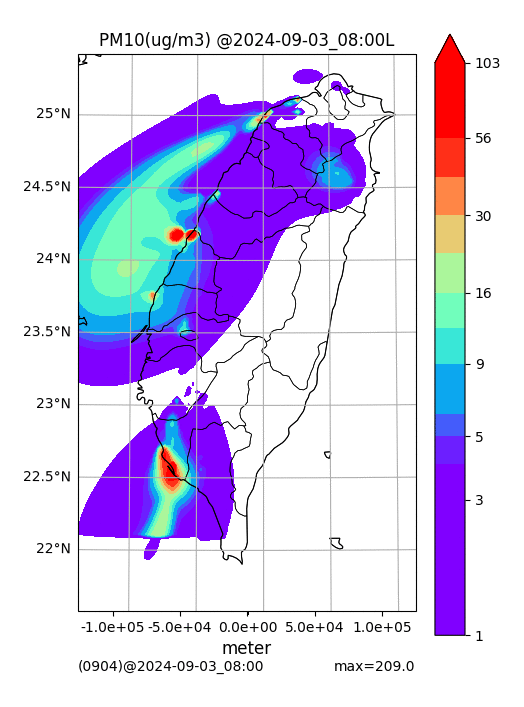 PM10(ug/m3) @2024-09-03_08:00L
103
56
30
16
9
5
3
1
25°N
24.5°N
24°N
23.5°N
23°N
22.5°N
22°N
-1.0e+05 -5.0e+04 0.0e+00 5.0e+04 1.0e+05
meter
(0904)@2024-09-03_08:00 max=209.0